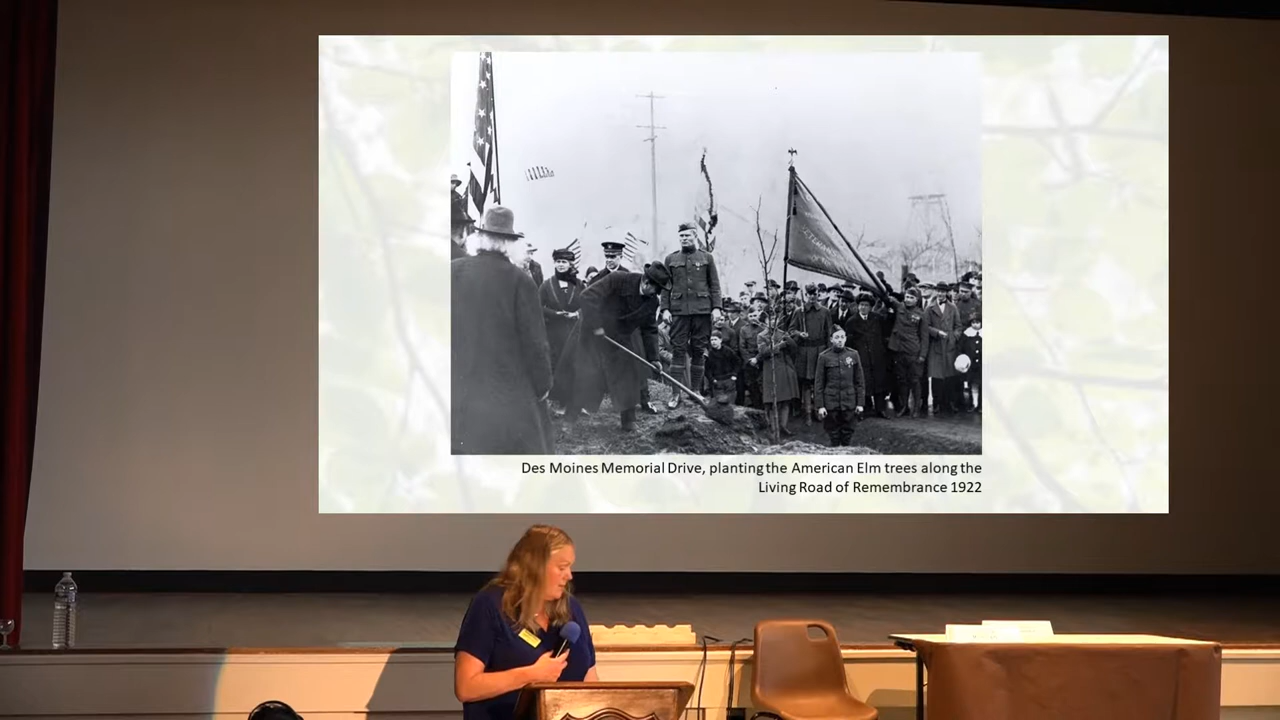 Des Moines Memorial Drive, planting the American Elm trees along the
Living Road of Remembrance 1922